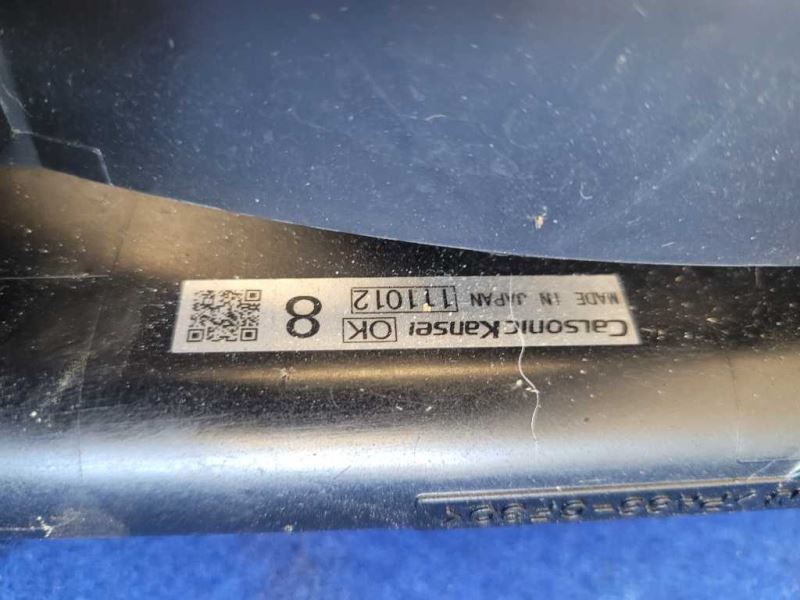 CalsonicKansei OK
MADE IN JAPAN 111012
8